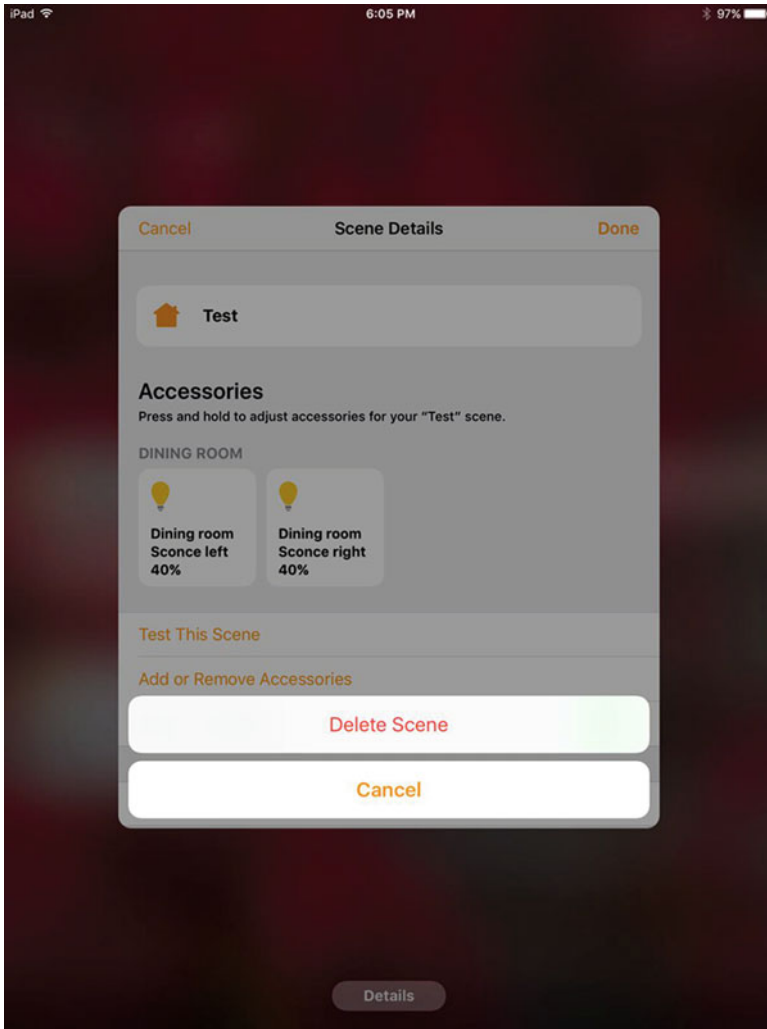 iPad 6:05 PM 97%
Cancel Scene Details Done
Test
Accessories
Press and hold to adjust accessories for your "Test" scene.
DINING ROOM
Dining room Dining room
Sconce left Sconce right
40% 40%
Test This Scene
Add or Remove Accessories
Delete Scene
Cancel
Details